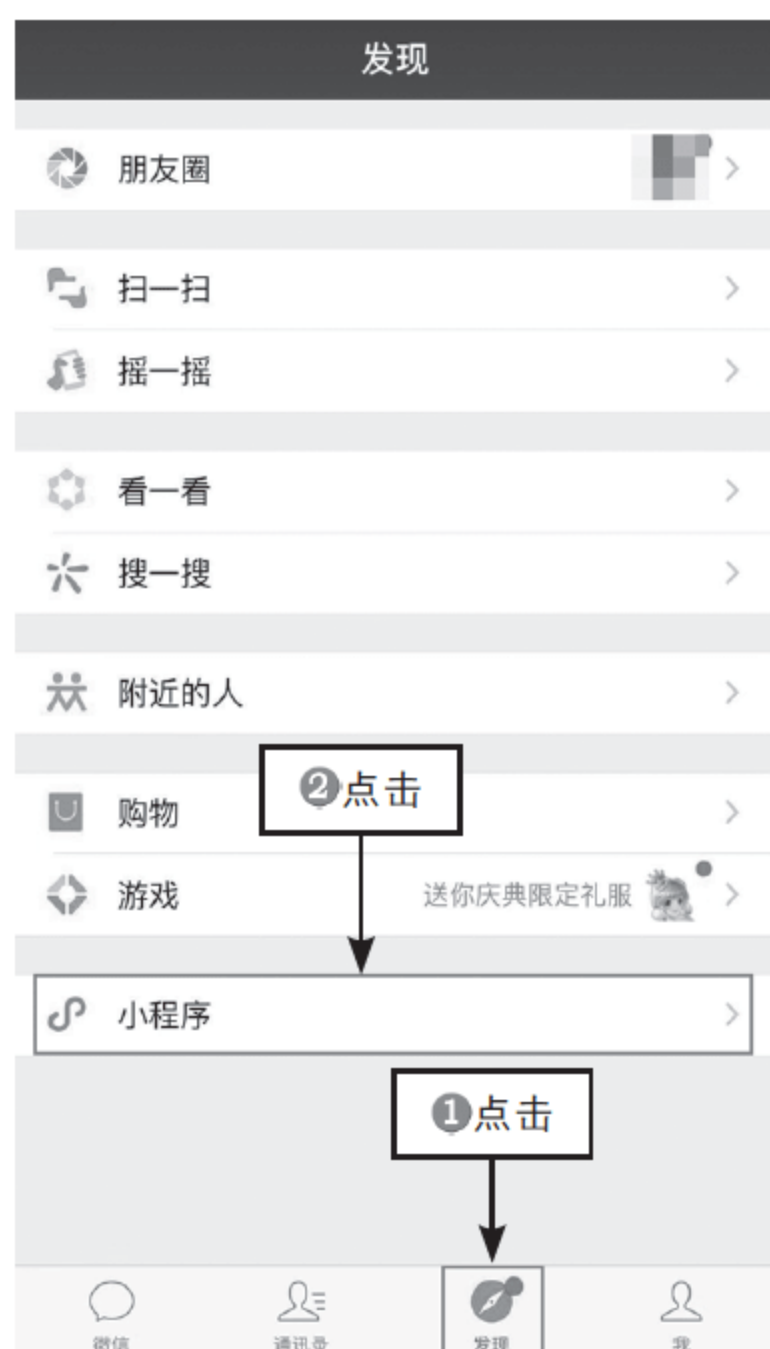 发现
朋友圈
扫一扫
摇一摇
看一看
搜一搜
附近的人
❷点击
购物
游戏 送你庆典限定礼服
小程序
❶点击
微信 通讯录 发现 我